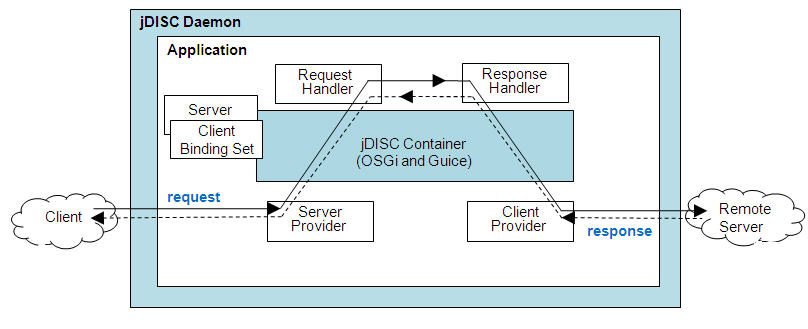 jDISC Daemon
Application
Request
Handler
Response
Handler
Server
Client
Binding Set
jDISC Container
(OSGi and Guice)
request
Client
Server
Provider
Client
Provider
response
Remote
Server